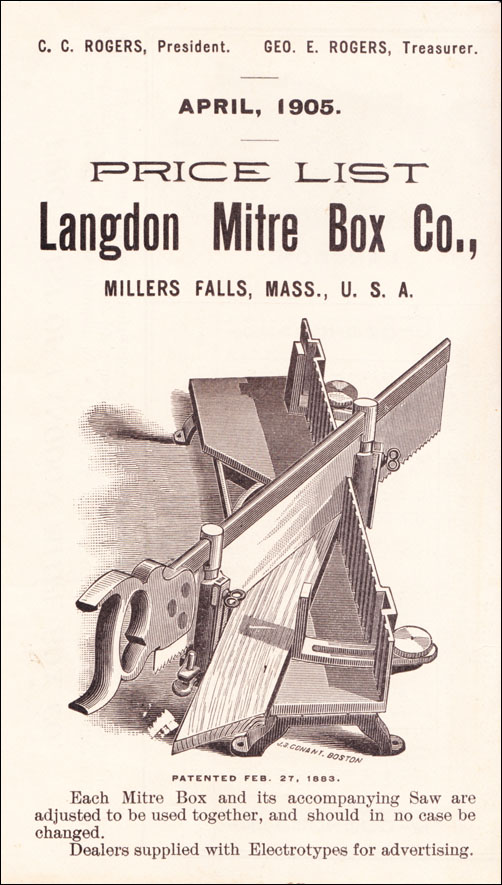 C. C. ROGERS, President. GEO. E. ROGERS, Treasurer.
APRIL, 1905.
PRICE LIST
Langdon Mitre Box Co.,
MILLERS FALLS, MASS., U. S. A.
J.S. CONANT. BOSTON
PATENTED FEB. 27, 1883.
Each Mitre Box and its accompanying Saw are
adjusted to be used together, and should in no case be
changed.
Dealers supplied with Electrotypes for advertising.